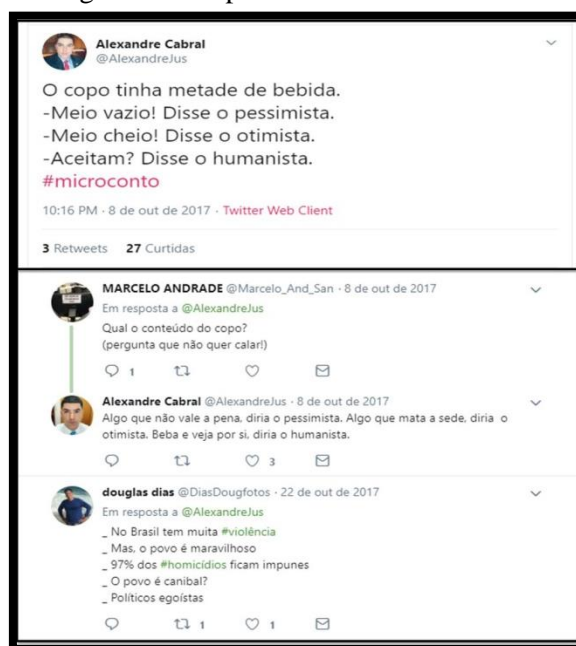 Alexandre Cabral
@AlexandreJus
O copo tinha metade de bebida.
-Meio vazio! Disse o pessimista.
-Meio cheio! Disse o otimista.
-Aceitam? Disse o humanista.
#microconto
10:16 PM · 8 de out de 2017 · Twitter Web Client
3 Retweets 27 Curtidas
MARCELO ANDRADE @Marcelo_And_San · 8 de out de 2017
Em resposta a @AlexandreJus
Qual o conteúdo do copo?
(pergunta que não quer calar!)
1
Alexandre Cabral @AlexandreJus · 8 de out de 2017
Algo que não vale a pena, diria o pessimista. Algo que mata a sede, diria o
otimista. Beba e veja por si, diria o humanista.
3
douglas dias @DiasDougfotos · 22 de out de 2017
Em resposta a @AlexandreJus
_ No Brasil tem muita #violência
_ Mas, o povo é maravilhoso
_ 97% dos #homicídios ficam impunes
_ O povo é canibal?
_ Políticos egoístas
1 1